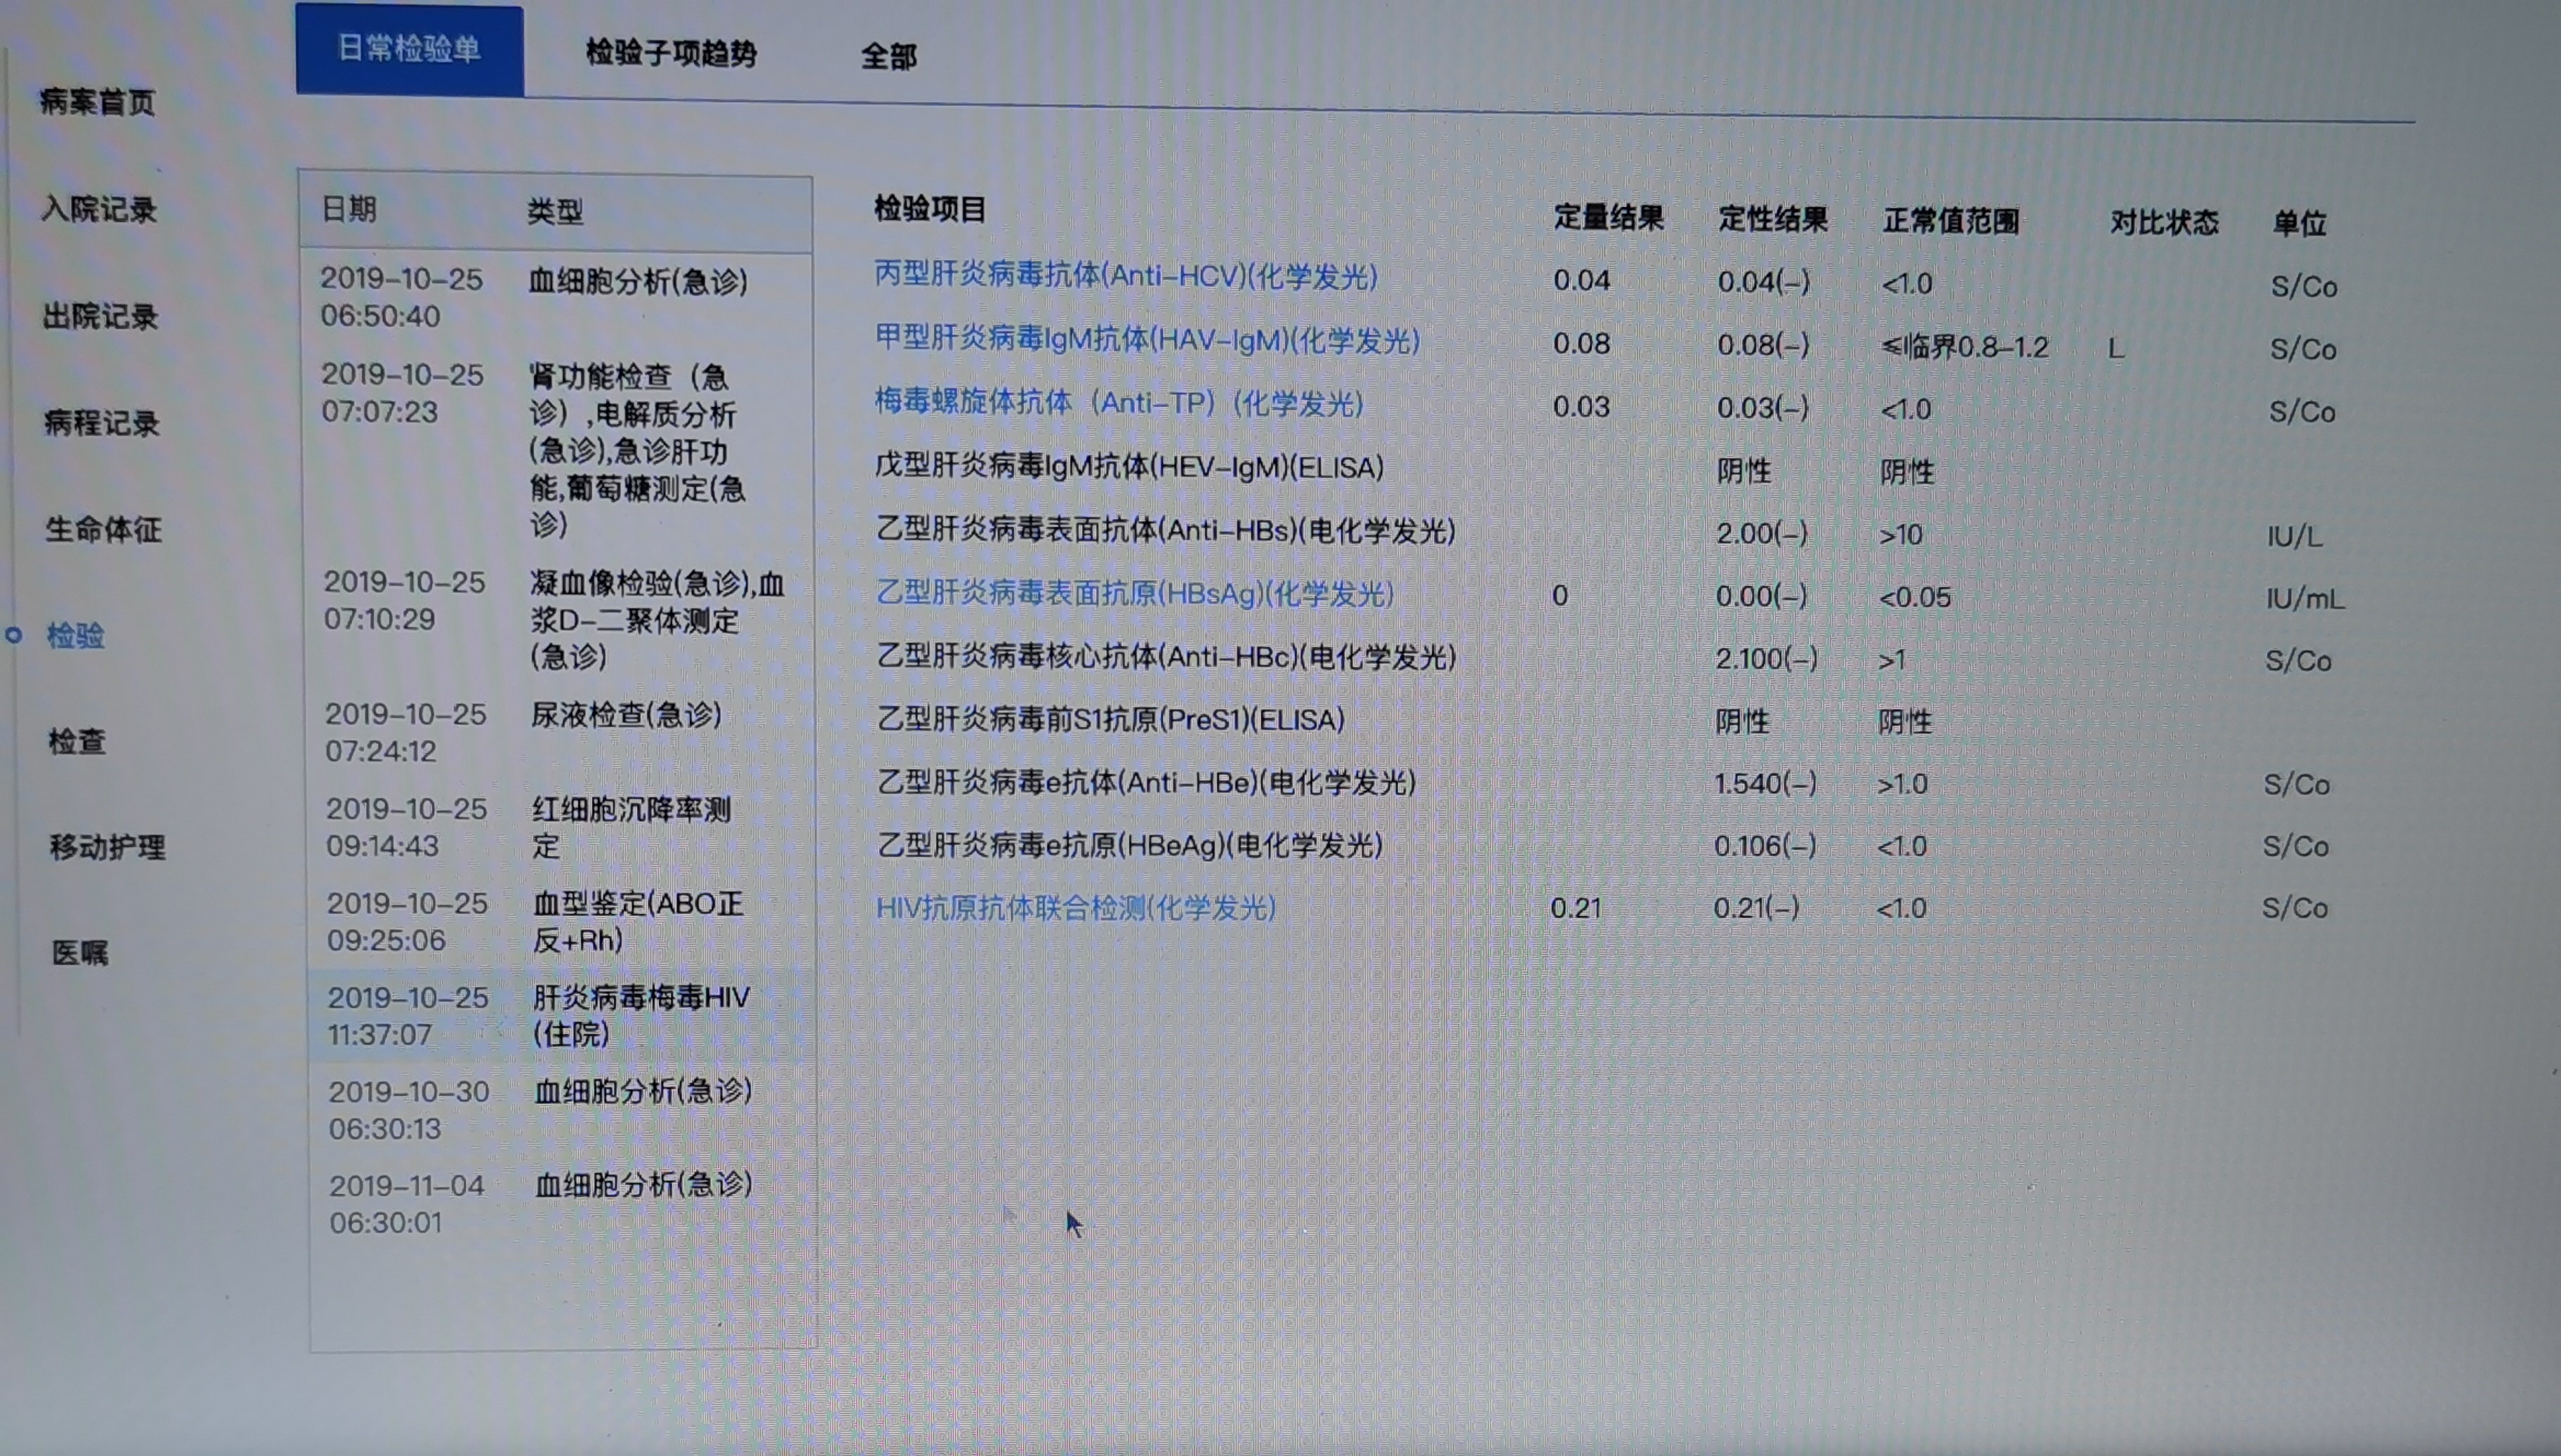 日常检验单 检验子项趋势 全部
病案首页
入院记录
出院记录
病程记录
生命体征
检验
检查
移动护理
医嘱
日期 类型
2019-10-25 血细胞分析(急诊)
06:50:40
2019-10-25 肾功能检查（急
07:07:23 诊）,电解质分析
(急诊),急诊肝功
能,葡萄糖测定(急
诊)
2019-10-25 凝血像检验(急诊),血
07:10:29 浆D-二聚体测定
(急诊)
2019-10-25 尿液检查(急诊)
07:24:12
2019-10-25 红细胞沉降率测
09:14:43 定
2019-10-25 血型鉴定(ABO正
09:25:06 反+Rh)
2019-10-25 肝炎病毒梅毒HIV
11:37:07 (住院)
2019-10-30 血细胞分析(急诊)
06:30:13
2019-11-04 血细胞分析(急诊)
06:30:01
检验项目 定量结果 定性结果 正常值范围 对比状态 单位
丙型肝炎病毒抗体(Anti-HCV)(化学发光) 0.04 0.04(-) <1.0 S/Co
甲型肝炎病毒IgM抗体(HAV-IgM)(化学发光) 0.08 0.08(-) ≤临界0.8-1.2 L S/Co
梅毒螺旋体抗体（Anti-TP）(化学发光) 0.03 0.03(-) <1.0 S/Co
戊型肝炎病毒IgM抗体(HEV-IgM)(ELISA) 阴性 阴性
乙型肝炎病毒表面抗体(Anti-HBs)(电化学发光) 2.00(-) >10 IU/L
乙型肝炎病毒表面抗原(HBsAg)(化学发光) 0 0.00(-) <0.05 IU/mL
乙型肝炎病毒核心抗体(Anti-HBc)(电化学发光) 2.100(-) >1 S/Co
乙型肝炎病毒前S1抗原(PreS1)(ELISA) 阴性 阴性
乙型肝炎病毒e抗体(Anti-HBe)(电化学发光) 1.540(-) >1.0 S/Co
乙型肝炎病毒e抗原(HBeAg)(电化学发光) 0.106(-) <1.0 S/Co
HIV抗原抗体联合检测(化学发光) 0.21 0.21(-) <1.0 S/Co